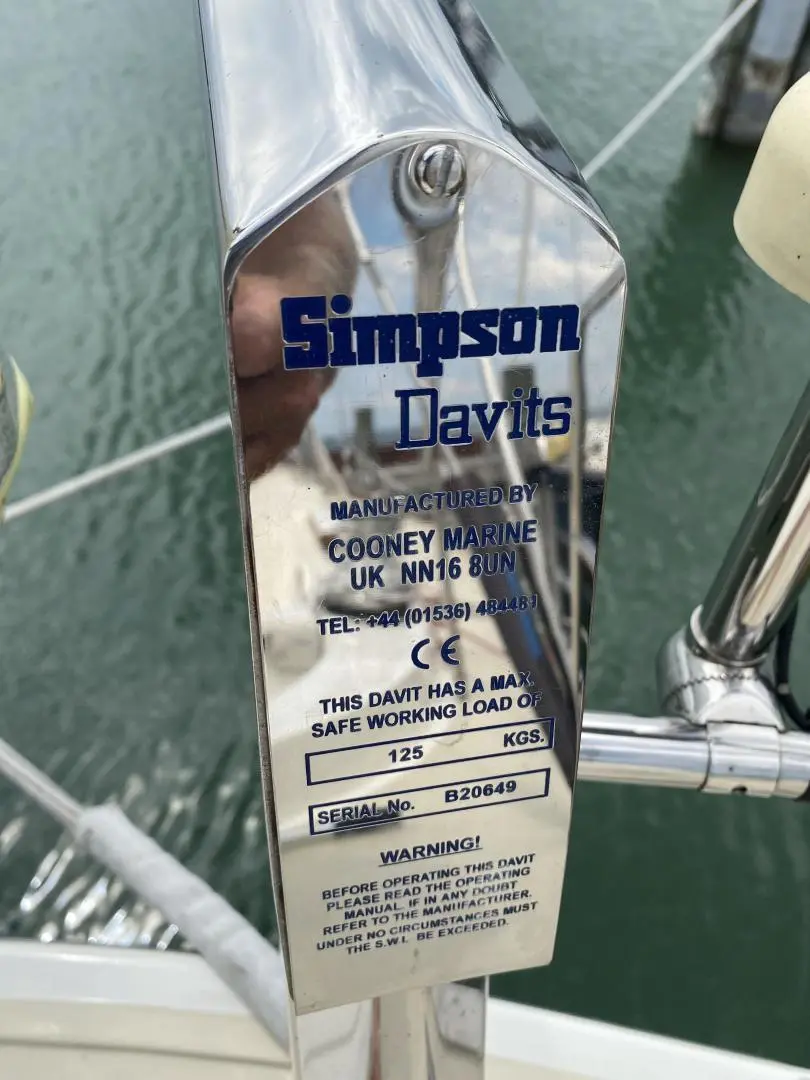 Simpson
Davits
MANUFACTURED BY
COONEY MARINE
UK NN16 8UN
TEL: +44 (01536) 484481
CE
THIS DAVIT HAS A MAX.
SAFE WORKING LOAD OF
125 KGS.
SERIAL No. B20649
WARNING!
BEFORE OPERATING THIS DAVIT
PLEASE READ THE OPERATING
MANUAL. IF IN ANY DOUBT
REFER TO THE MANUFACTURER.
UNDER NO CIRCUMSTANCES MUST
THE S.W.L. BE EXCEEDED.